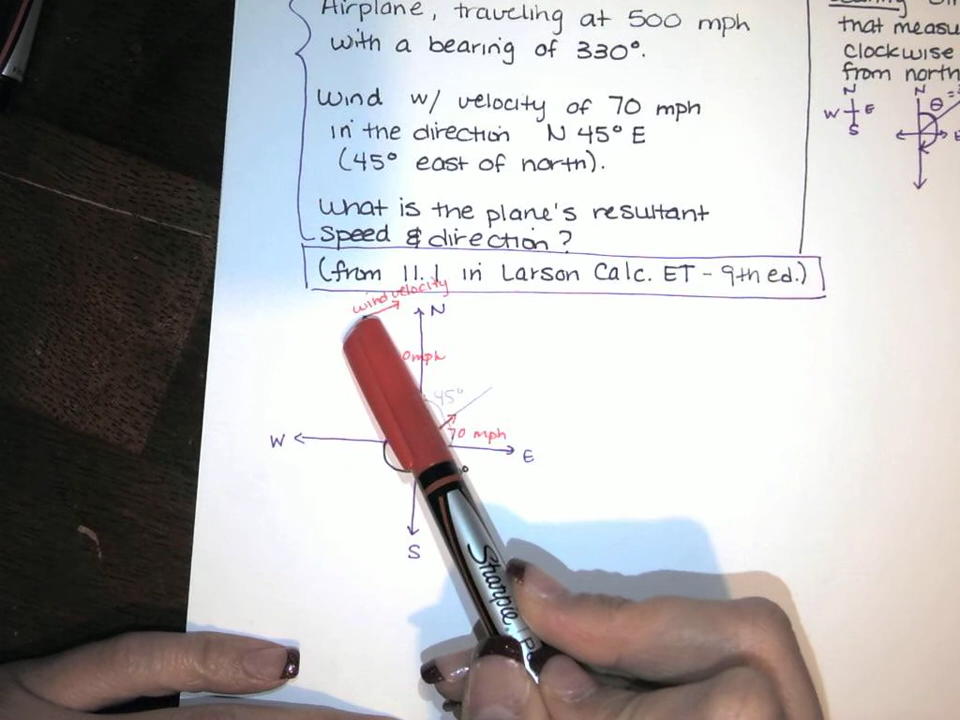 Airplane, traveling at 500 mph
with a bearing of 330°.
Wind w/ velocity of 70 mph
in the direction N 45° E
(45° east of north).
What is the plane's resultant
speed & direction?
(from 11.1 in Larson Calc. ET - 9th ed.)
that
clockwise
from north
N
W E
S
N
θ =
E
wind velocity
N
mph
45°
70 mph
W
E
S
Sharpie